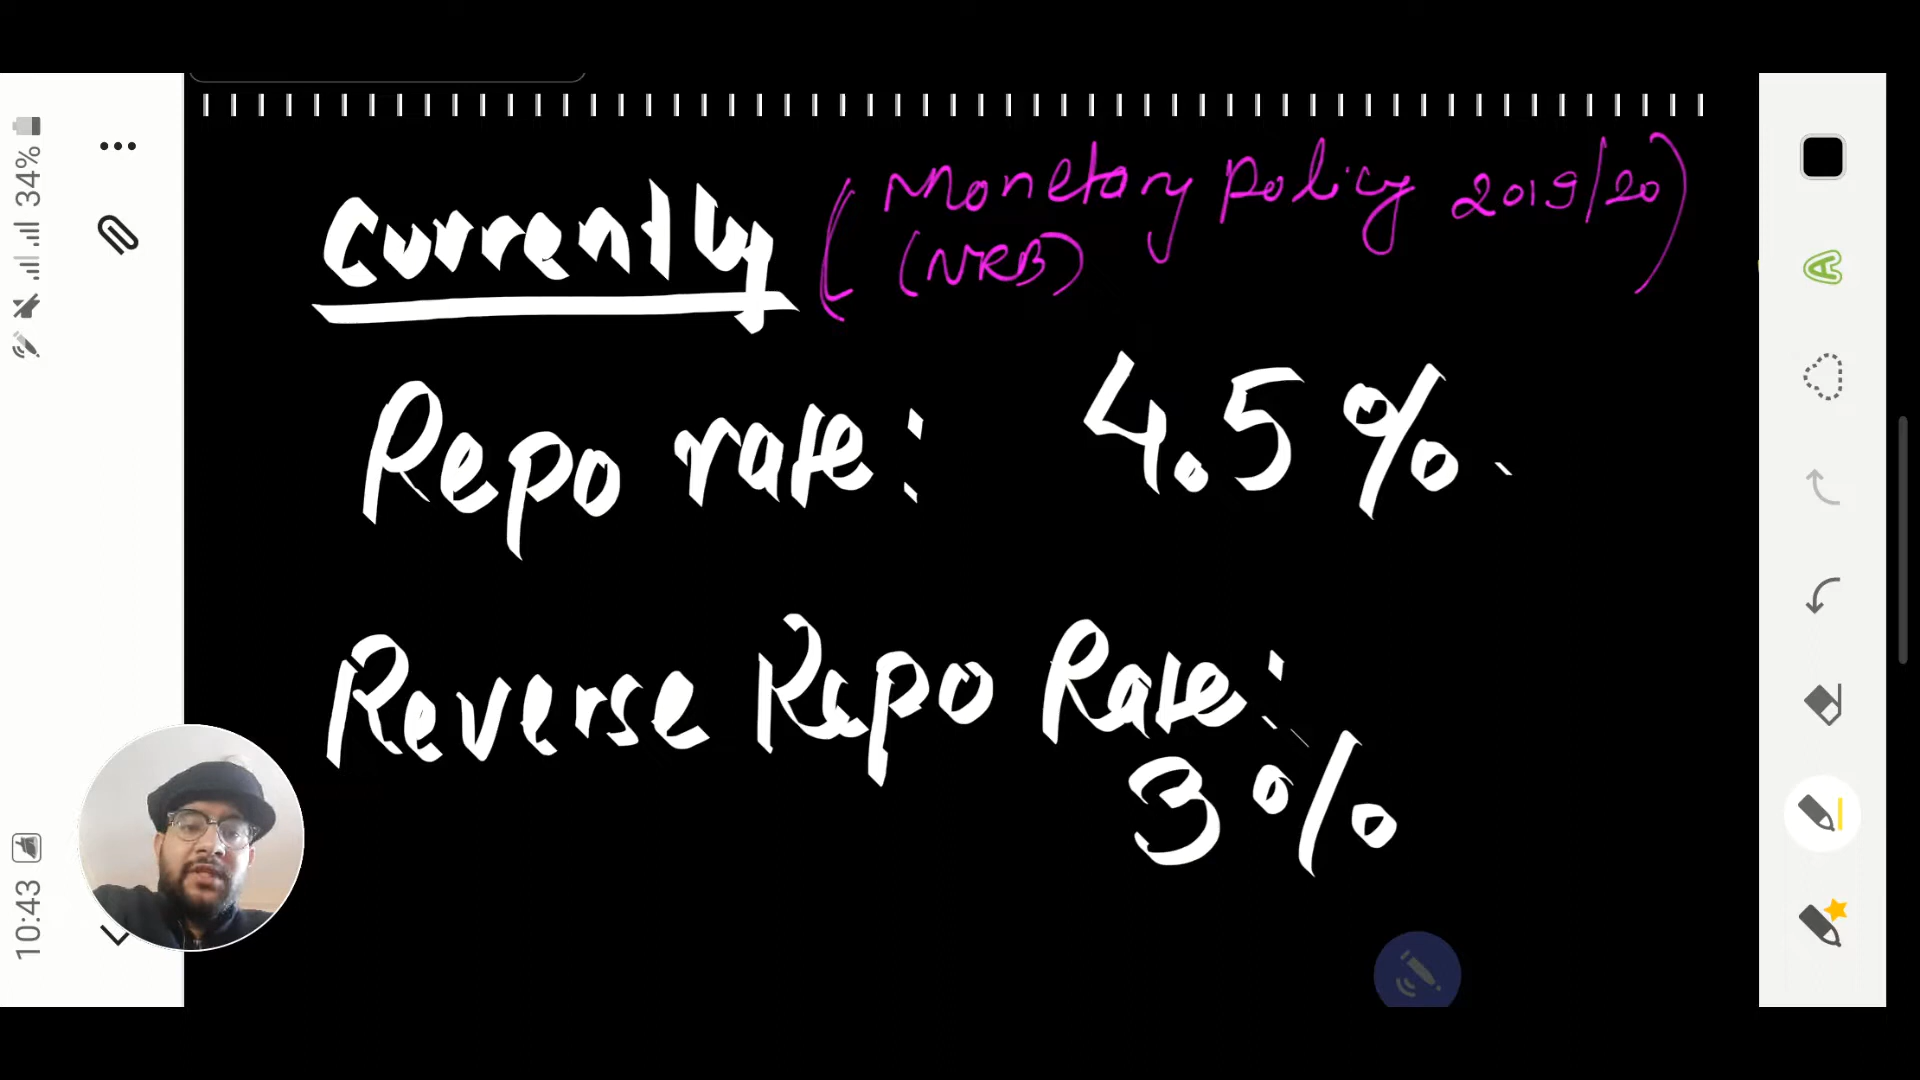 34%
10:43
Currently (Monetary Policy 2019/20)
(NRB)
Repo rate: 4.5%.
Reverse Repo Rate:
3%
A